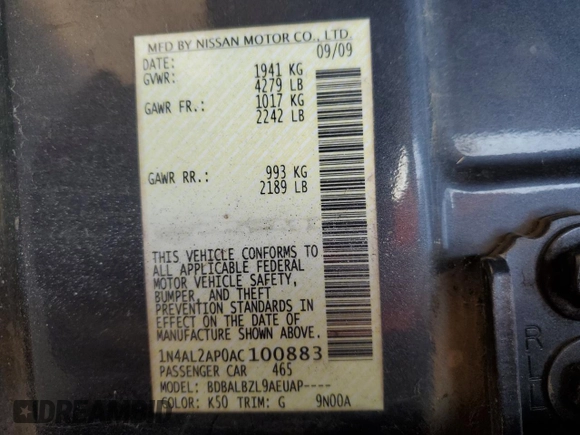 MFD BY NISSAN MOTOR CO., LTD.
DATE: 09/09
GVWR: 1941 KG
4279 LB
GAWR FR.: 1017 KG
2242 LB
GAWR RR.: 993 KG
2189 LB
THIS VEHICLE CONFORMS TO
ALL APPLICABLE FEDERAL
MOTOR VEHICLE SAFETY,
BUMPER, AND THEFT
PREVENTION STANDARDS IN
EFFECT ON THE DATE OF
MANUFACTURE SHOWN ABOVE.
1N4AL2AP0AC100883
PASSENGER CAR 465
MODEL: BDBALBZL9AEUAP----
COLOR: K50 TRIM: G 9N00A
DREAMBID